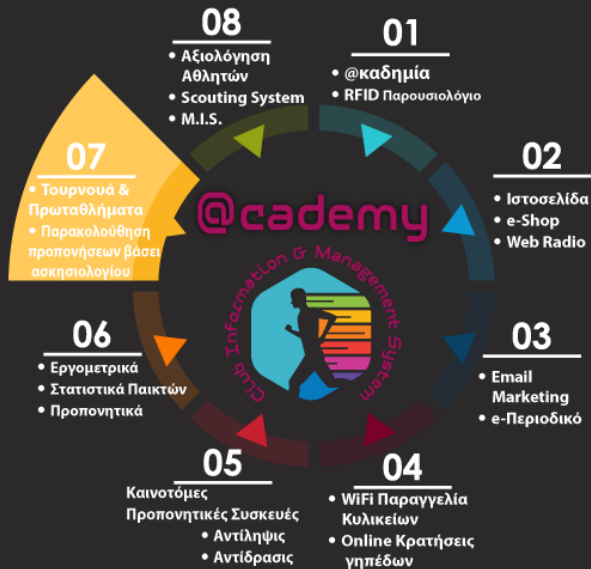 08
• Αξιολόγηση
Αθλητών
• Scouting System
• M.I.S.
01
• @καδημία
• RFID Παρουσιολόγιο
02
• Ιστοσελίδα
• e-Shop
• Web Radio
03
• Email
Marketing
• e-Περιοδικό
04
• WiFi Παραγγελία
Κυλικείων
• Online Κρατήσεις
γηπέδων
05
Καινοτόμες
Προπονητικές Συσκευές
• Αντίληψις
• Αντίδρασις
06
• Εργομετρικά
• Στατιστικά Παικτών
• Προπονητικά
07
• Τουρνουά &
Πρωταθλήματα
• Παρακολούθηση
προπονήσεων βάσει
ασκησιολογίου
@cademy
Club Information & Management System